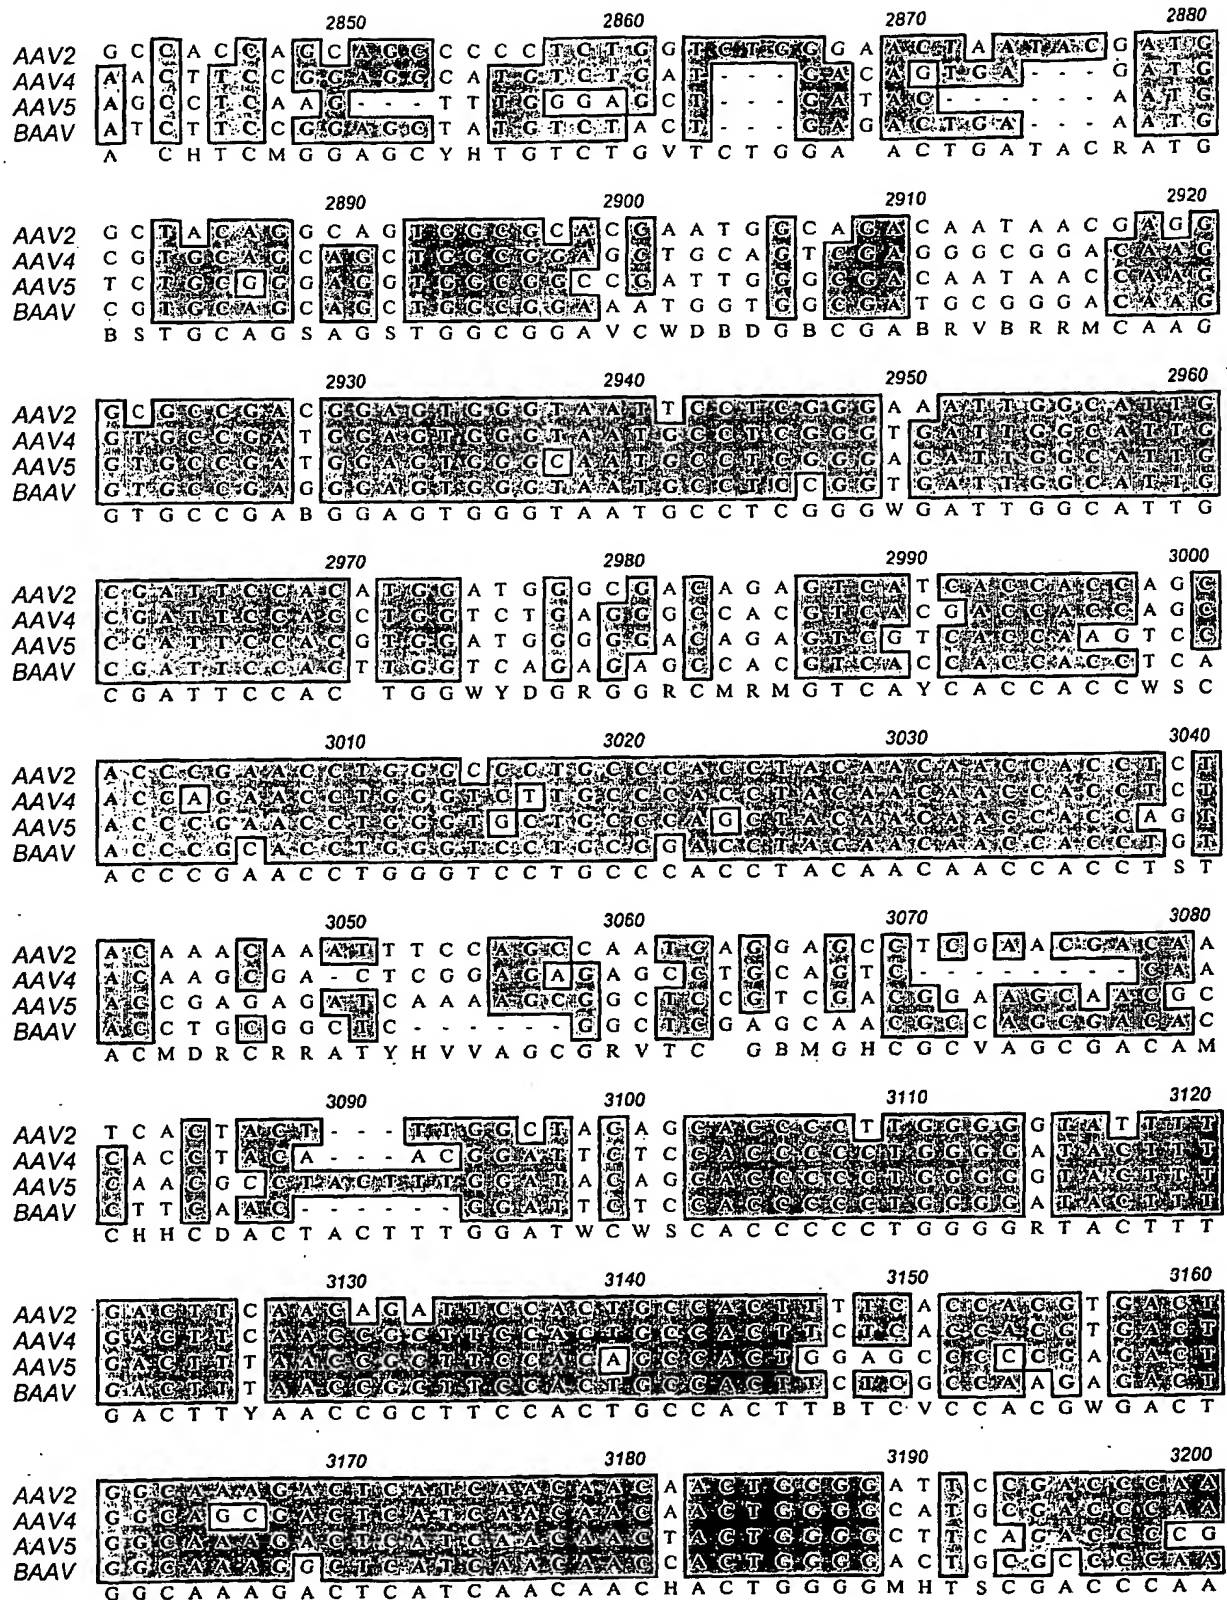 2850 2860 2870 2880
AAV2 G C C A C C A G C A G C C C C C T C T G G T C T G G G A A C T A A T A C G A T G
AAV4 A A C T T C C G G A G G C A T G T C T G A T - - - G A C A G T G A - - - G A T G
AAV5 A G C C T C A A G - - - T T T G G G A G C T - - - G A T A C - - - - - - A A T G
BAAV A T C T T C C G G A G C T A T G T C T A C T - - - G A G A C T G A - - - A A T G
A C H T C M G G A G C Y H T G T C T G V T C T G G A A C T G A T A C R A T G
2890 2900 2910 2920
AAV2 G C T A C A G G C A G T G G C G C A C G A A T G G C A G A C A A T A A C G A G G
AAV4 C G T G C A G C A G C T G G C G G A G C T G C A G T C G A G G G C G G A C A A G
AAV5 T C T G C G G G A G G T G G C G G C C G A T T G G G C G A C A A T A A C C A A G
BAAV C G T G C A G C A G C T G G C G G A A A T G G T G G C G A T G C G G G A C A A G
B S T G C A G S A G S T G G C G G A V C W D B D G B C G A B R V B R R M C A A G
2930 2940 2950 2960
AAV2 G C G C C G A C G G A G T G G G T A A T T C C T C G G G A A A T T G G C A T T G
AAV4 G T G C C G A T G G A G T G G G T A A T G C C T C G G G T G A T T G G C A T T G
AAV5 G T G C C G A T G G A G T G G G C A A T G C C T C G G G A G A T T G G C A T T G
BAAV G T G C C G A G G G A G T G G G T A A T G C C T C C G G T G A T T G G C A T T G
G T G C C G A B G G A G T G G G T A A T G C C T C G G G W G A T T G G C A T T G
2970 2980 2990 3000
AAV2 C G A T T C C A C A T G G A T G G G C G A C A G A G T C A T C A C C A C C A G C
AAV4 C G A T T C C A C C T G G T C T G A G G G C C A C G T C A C G A C C A C C A G C
AAV5 C G A T T C C A C G T G G A T G G G G G A C A G A G T C G T C A C C A A G T C C
BAAV C G A T T C C A G T T G G T C A G A G A G C C A C G T C A C C A C C A C C T C A
C G A T T C C A C T G G W Y D G R G G R C M R M G T C A Y C A C C A C C W S C
3010 3020 3030 3040
AAV2 A C C C G A A C C T G G G C G C T G C C C A C C T A C A A C A A C C A C C T C T
AAV4 A C C A G A A C C T G G G T G T T G C C C A C C T A C A A C A A C C A C C T C T
AAV5 A C C C G A A C C T G G G T G C T G C C C A G C T A C A A C A A C C A C C A G T
BAAV A C C C G C A C C T G G G T C C T G C C G A C C T A C A A C A A C C A C C T G T
A C C C G A A C C T G G G T C C T G C C C A C C T A C A A C A A C C A C C T S T
3050 3060 3070 3080
AAV2 A C A A A C A A A T T T C C A G C C A A T G A G G A G C C T C G A A C G A C A A
AAV4 A C A A G C G A - C T C G G A G A G A G C C T G C A G T C - - - - - - - - C A A
AAV5 A G C G A G A G A T C A A A A G C G G C T C C G T C G A C G G A A G C A A C G C
BAAV A C C T G C G G C T C - - - - - - G G C T C G A G C A A C G C C A G C G A C A C
A C M D R C R R A T Y H V V A G C G R V T C G B M G H C G C V A G C G A C A M
3090 3100 3110 3120
AAV2 T C A C T A C T - - - T T G G C T A C A G C A C C C C T T G G G G G T A T T T T
AAV4 C A C C T A C A - - - A C G G A T T C T C C A C C C C C T G G G G A T A C T T T
AAV5 C A A C G C C T A C T T T G G A T A C A G C A C C C C C T G G G G G T A C T T T
BAAV C T T C A A C - - - - - - G G A T T C T C C A C C C C C T G G G G A T A C T T T
C H H C D A C T A C T T T G G A T W C W S C A C C C C C T G G G G R T A C T T T
3130 3140 3150 3160
AAV2 G A C T T C A A C A G A T T C C A C T G C C A C T T T T C A C C A C G T G A C T
AAV4 G A C T T C A A C C G C T T C C A C T G C C A C T T C T C A C C A C G T G A C T
AAV5 G A C T T T A A C C G C T T C C A C A G C C A C T G G A G C C C C C G A G A C T
BAAV G A C T T T A A C C G C T T C C A C T G C C A C T T C T C G C C A A G A G A C T
G A C T T Y A A C C G C T T C C A C T G C C A C T T B T C V C C A C G W G A C T
3170 3180 3190 3200
AAV2 G G C A A A G A C T C A T C A A C A A C A A C T G G G G A T T C C G A C C C A A
AAV4 G G C A G C G A C T C A T C A A C A A C A A C T G G G G C A T G C G A C C C A A
AAV5 G G C A A A G A C T C A T C A A C A A C T A C T G G G G C T T C A G A C C C C G
BAAV G G C A A A G G C T C A T C A A C A A C C A C T G G G G A C T G C G C C C C A A
G G C A A A G A C T C A T C A A C A A C H A C T G G G G M H T S C G A C C C A A